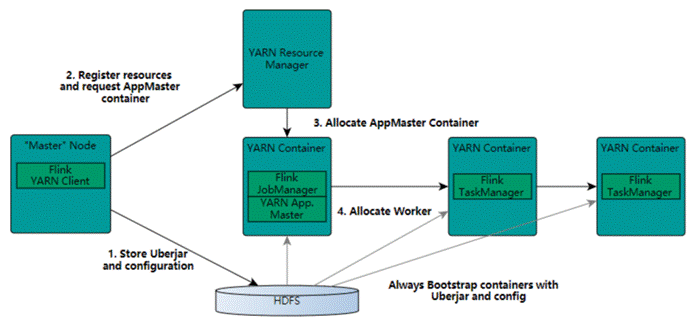 YARN Resource
Manager
2. Register resources
and request AppMaster
container
3. Allocate AppMaster Container
"Master" Node
Flink
YARN Client
YARN Container
Flink
JobManager
YARN App.
Master
YARN Container
Flink
TaskManager
YARN Container
Flink
TaskManager
4. Allocate Worker
1. Store Uberjar
and configuration
Always Bootstrap containers with
Uberjar and config
HDFS